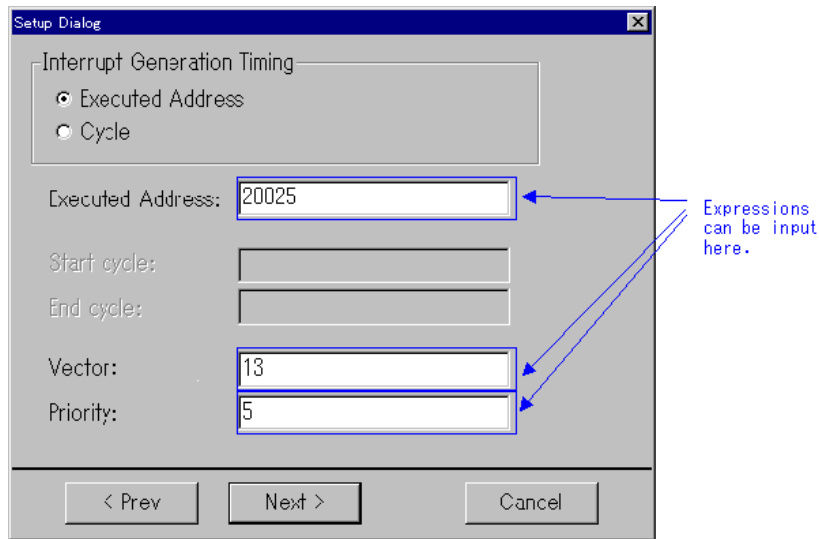 Setup Dialog
Interrupt Generation Timing
Executed Address
Cycle
Executed Address: 20025
Expressions
can be input
here.
Start cycle:
End cycle:
Vector: 13
Priority: 5
< Prev Next > Cancel